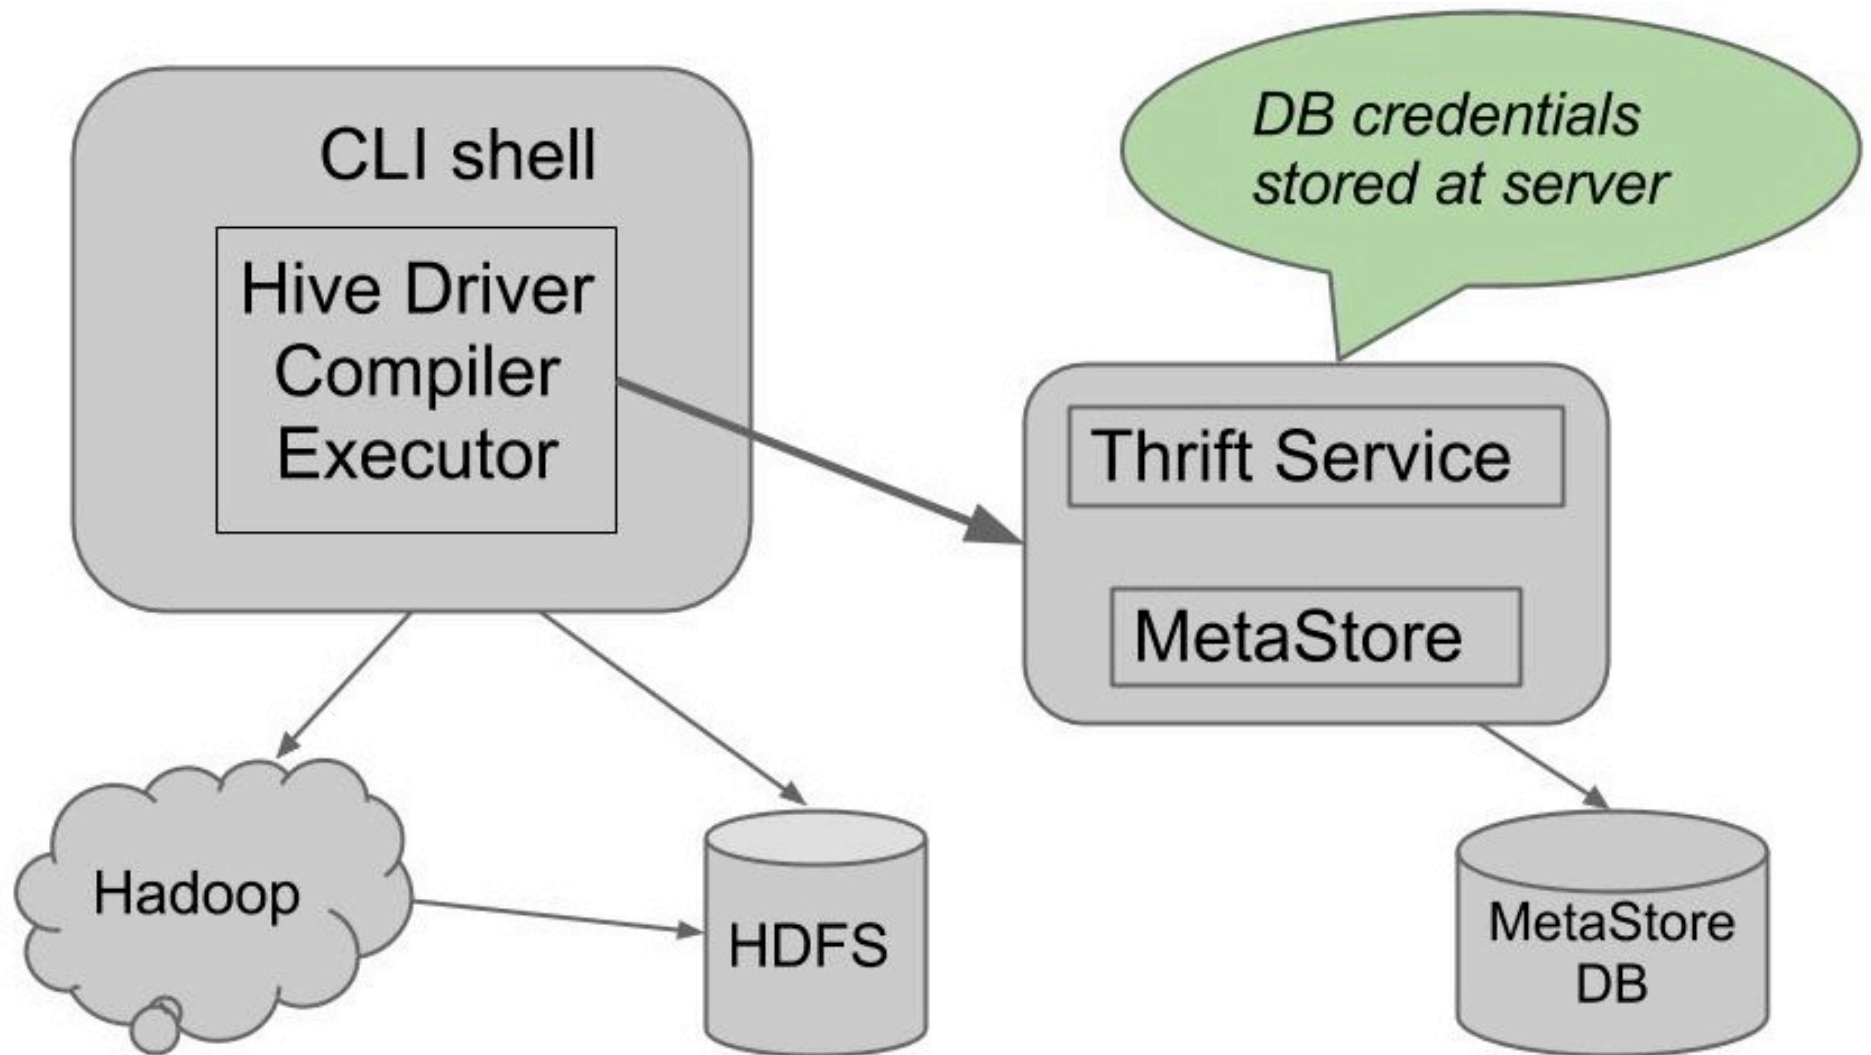 CLI shell
Hive Driver
Compiler
Executor
DB credentials
stored at server
Thrift Service
MetaStore
Hadoop
HDFS
MetaStore
DB